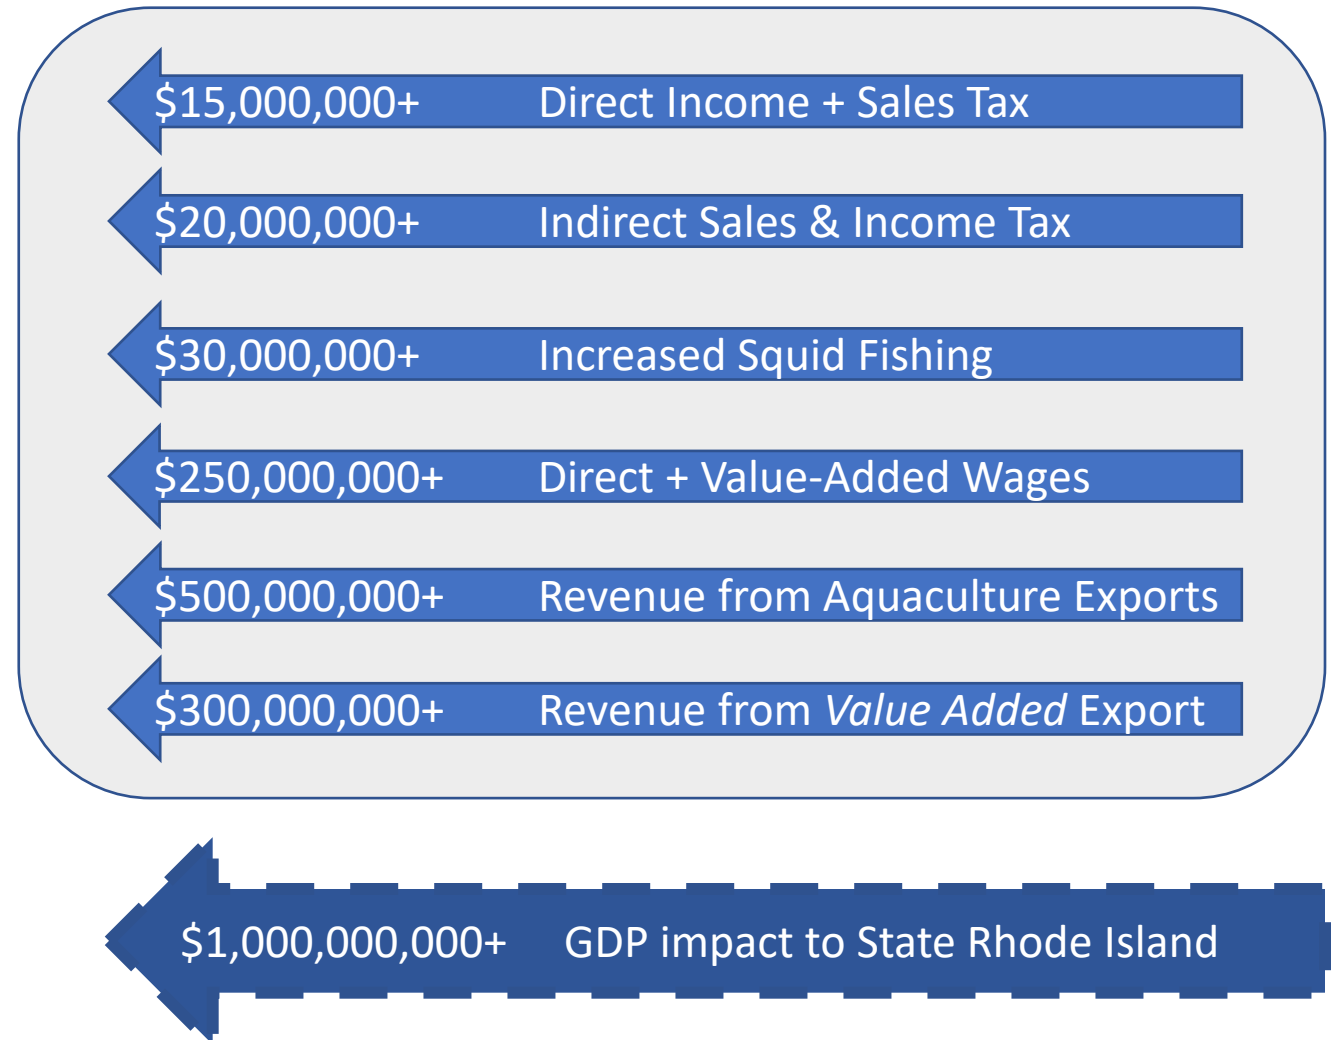 $15,000,000+ Direct Income + Sales Tax
$20,000,000+ Indirect Sales & Income Tax
$30,000,000+ Increased Squid Fishing
$250,000,000+ Direct + Value-Added Wages
$500,000,000+ Revenue from Aquaculture Exports
$300,000,000+ Revenue from Value Added Export
$1,000,000,000+ GDP impact to State Rhode Island